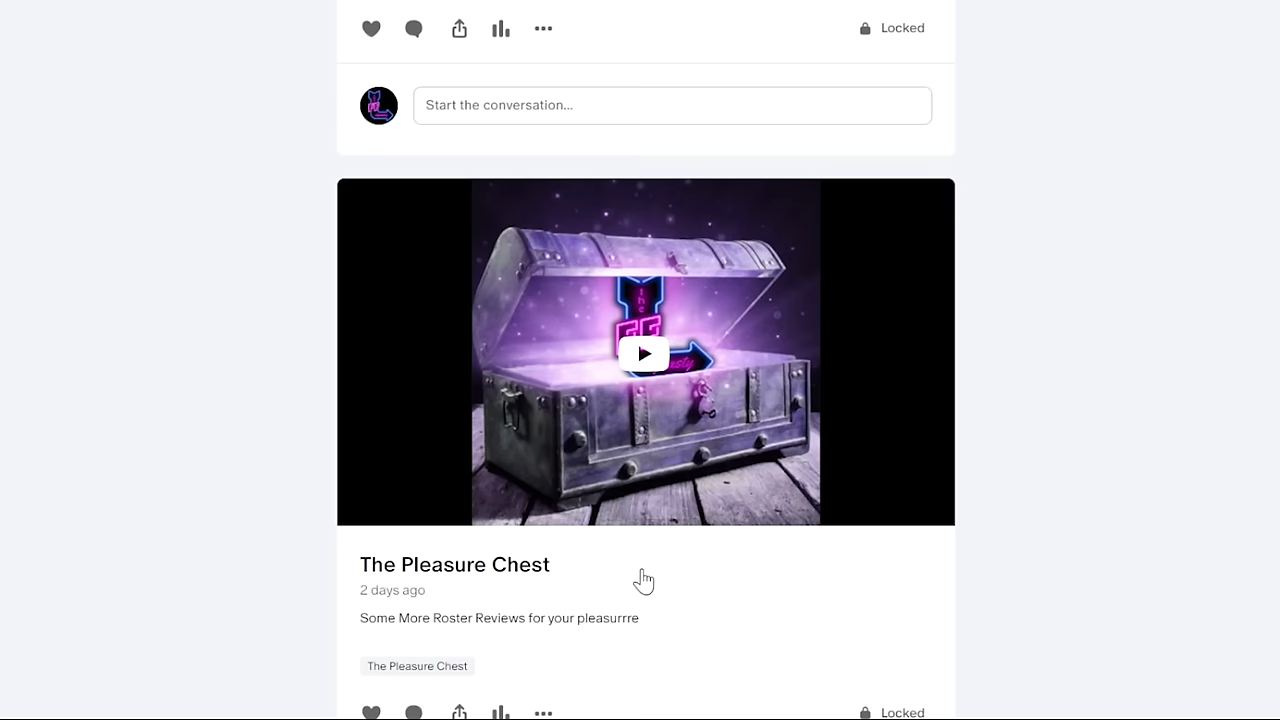 Locked
Start the conversation...
the
The Pleasure Chest
2 days ago
Some More Roster Reviews for your pleasurrre
The Pleasure Chest
Locked